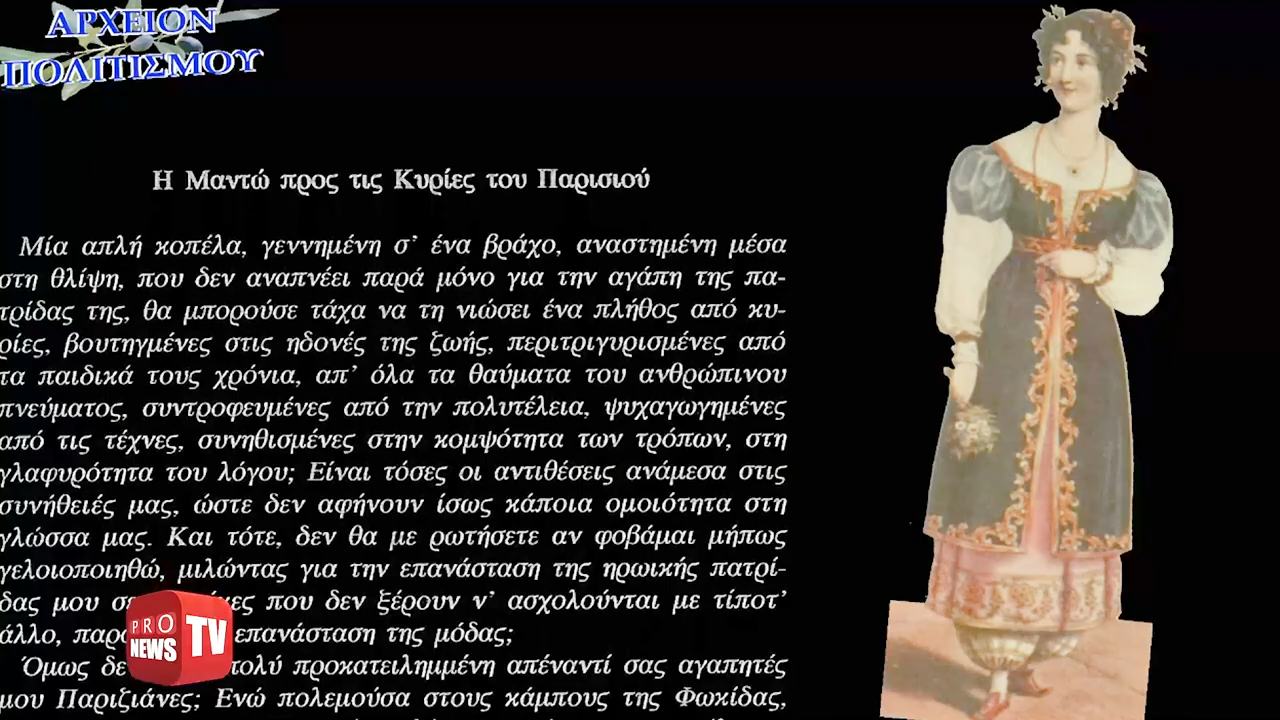 ΑΡΧΕΙΟΝ
ΠΟΛΙΤΙΣΜΟΥ
Η Μαντώ προς τις Κυρίες του Παρισιού
Μία απλή κοπέλα, γεννημένη σ' ένα βράχο, αναστημένη μέσα
στη θλίψη, που δεν αναπνέει παρά μόνο για την αγάπη της πα-
τρίδας της, θα μπορούσε τάχα να τη νιώσει ένα πλήθος από κυ-
ρίες, βουτηγμένες στις ηδονές της ζωής, περιτριγυρισμένες από
τα παιδικά τους χρόνια, απ' όλα τα θαύματα του ανθρώπινου
πνεύματος, συντροφευμένες από την πολυτέλεια, ψυχαγωγημένες
από τις τέχνες, συνηθισμένες στην κομψότητα των τρόπων, στη
γλαφυρότητα του λόγου; Είναι τόσες οι αντιθέσεις ανάμεσα στις
συνήθειές μας, ώστε δεν αφήνουν ίσως κάποια ομοιότητα στη
γλώσσα μας. Και τότε, δεν θα με ρωτήσετε αν φοβάμαι μήπως
γελοιοποιηθώ, μιλώντας για την επανάσταση της ηρωικής πατρί-
δας μου που δεν ξέρουν ν' ασχολούνται με τίποτ'
άλλο, επανάσταση της μόδας;
Όμως προκατειλημμένη απέναντί σας αγαπητές
μου Παριζιάνες; Ενώ πολεμούσα στους κάμπους της Φωκίδας,
PRO
NEWS
TV